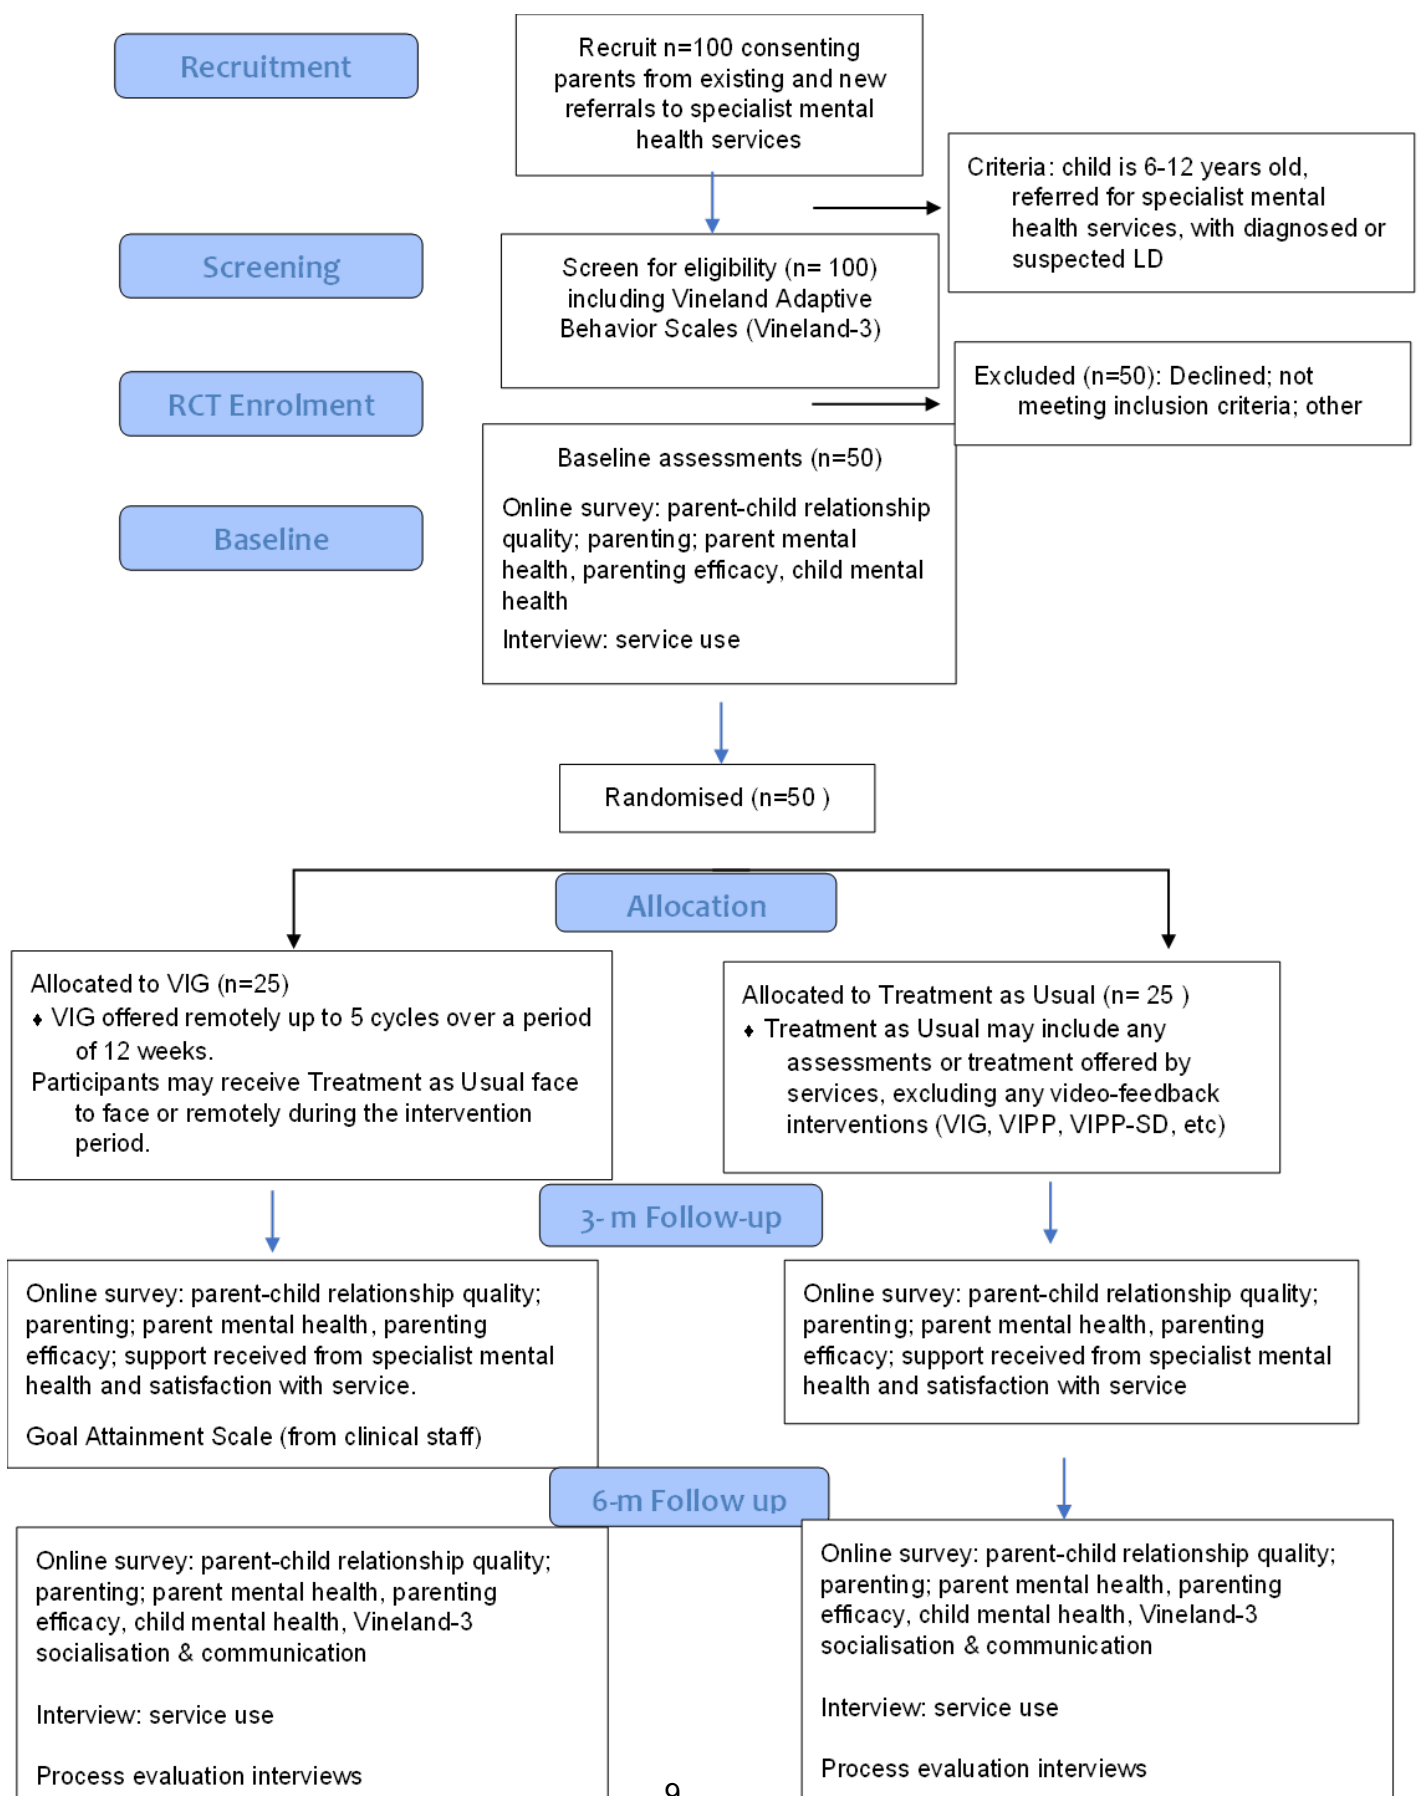 Recruitment
Recruit n=100 consenting
parents from existing and new
referrals to specialist mental
health services
Criteria: child is 6-12 years old,
referred for specialist mental
health services, with diagnosed or
suspected LD
Screening
Screen for eligibility (n= 100)
including Vineland Adaptive
Behavior Scales (Vineland-3)
Excluded (n=50): Declined; not
meeting inclusion criteria; other
RCT Enrolment
Baseline assessments (n=50)
Online survey: parent-child relationship
quality; parenting; parent mental
health, parenting efficacy, child mental
health
Interview: service use
Baseline
Randomised (n=50 )
Allocation
Allocated to VIG (n=25)
♦ VIG offered remotely up to 5 cycles over a period
of 12 weeks.
Participants may receive Treatment as Usual face
to face or remotely during the intervention
period.
Allocated to Treatment as Usual (n= 25 )
♦ Treatment as Usual may include any
assessments or treatment offered by
services, excluding any video-feedback
interventions (VIG, VIPP, VIPP-SD, etc)
3- m Follow-up
Online survey: parent-child relationship quality;
parenting; parent mental health, parenting
efficacy; support received from specialist mental
health and satisfaction with service.
Goal Attainment Scale (from clinical staff)
Online survey: parent-child relationship quality;
parenting; parent mental health, parenting
efficacy; support received from specialist mental
health and satisfaction with service
6-m Follow up
Online survey: parent-child relationship quality;
parenting; parent mental health, parenting
efficacy, child mental health, Vineland-3
socialisation & communication
Interview: service use
Process evaluation interviews
Online survey: parent-child relationship quality;
parenting; parent mental health, parenting
efficacy, child mental health, Vineland-3
socialisation & communication
Interview: service use
Process evaluation interviews
9